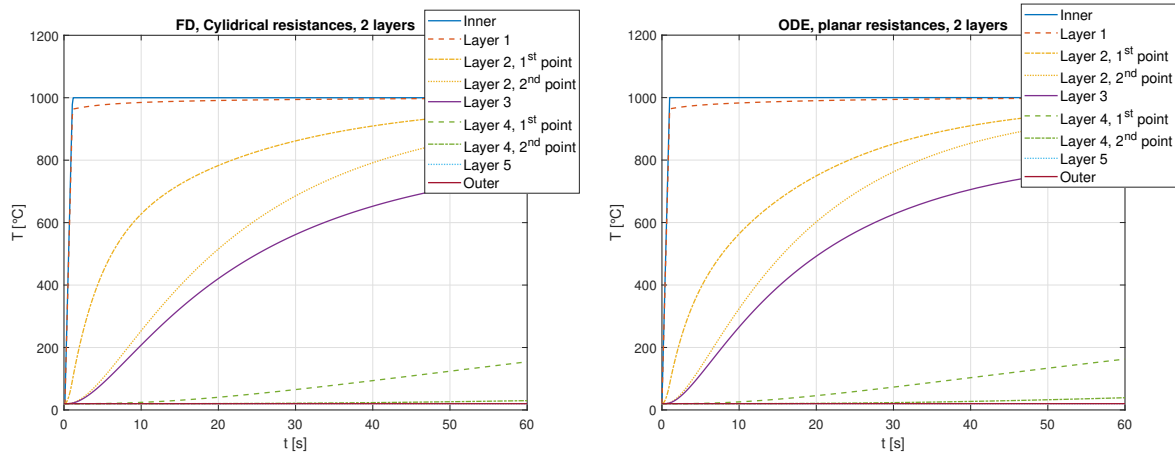 FD, Cylidrical resistances, 2 layers
Inner
Layer 1
Layer 2, 1st point
Layer 2, 2nd point
Layer 3
Layer 4, 1st point
Layer 4, 2nd point
Layer 5
Outer
1200
1000
800
600
400
200
0
T [°C]
0 10 20 30 40 50 60
t [s]
ODE, planar resistances, 2 layers
Inner
Layer 1
Layer 2, 1st point
Layer 2, 2nd point
Layer 3
Layer 4, 1st point
Layer 4, 2nd point
Layer 5
Outer
1200
1000
800
600
400
200
0
T [°C]
0 10 20 30 40 50 60
t [s]